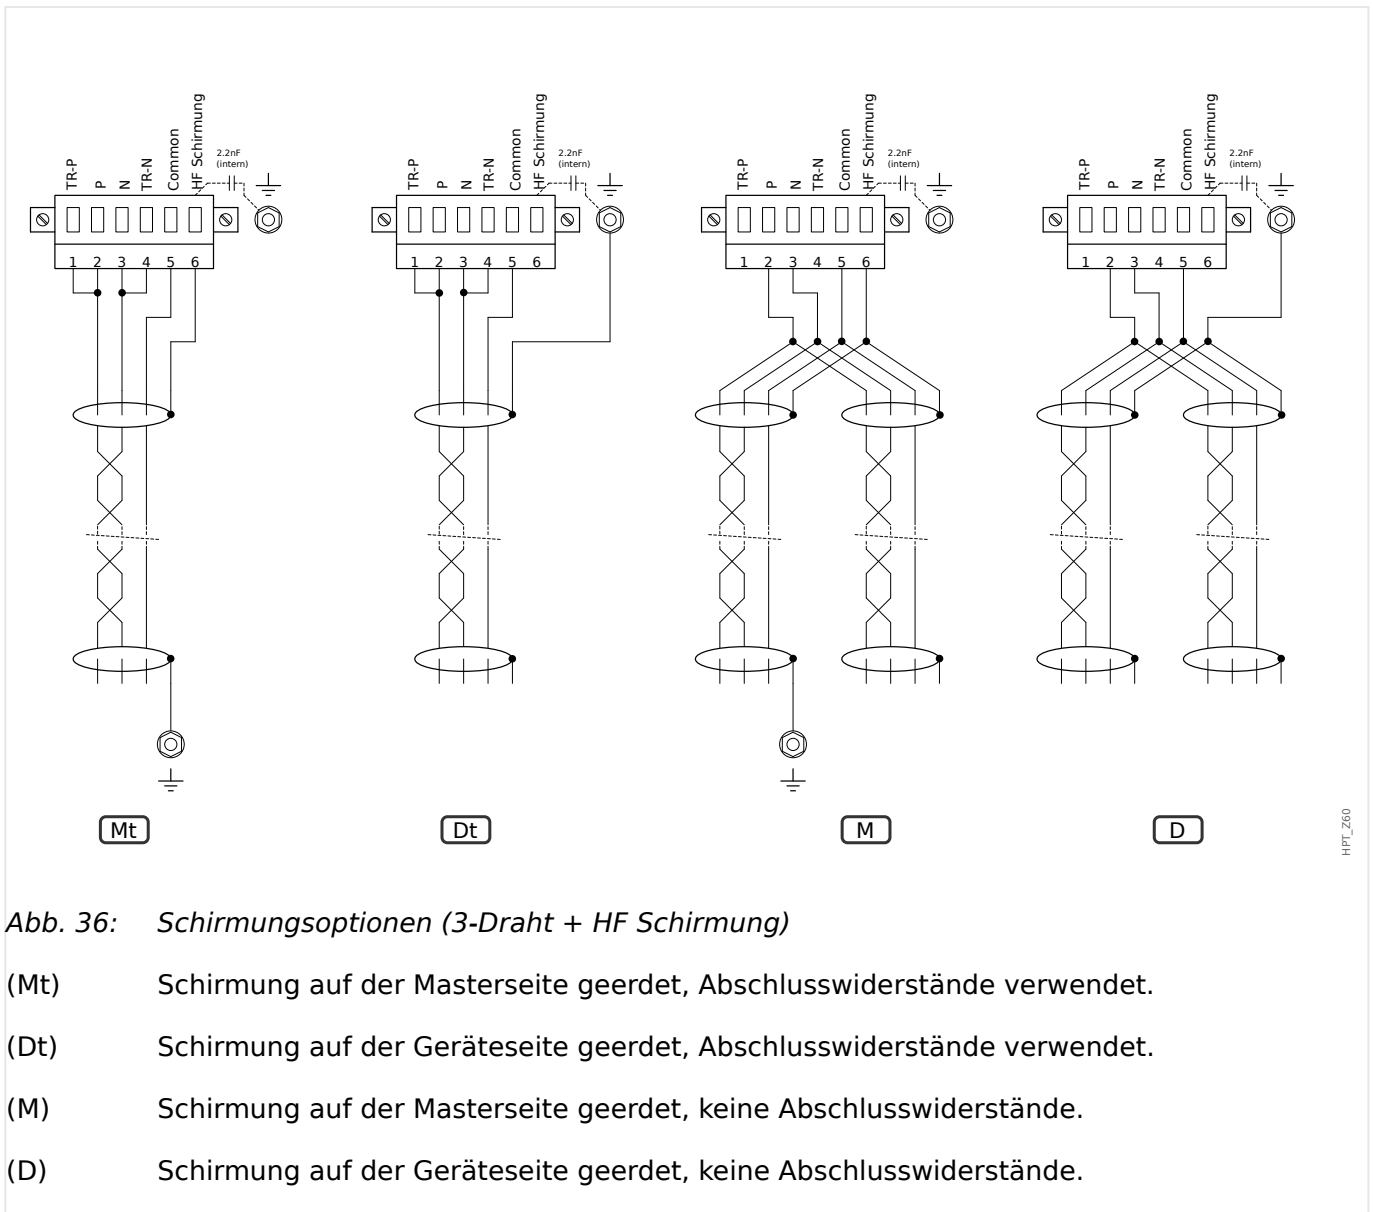 TR-P P N TR-N Common HF Schirmung 2.2nF (intern)
TR-P P N TR-N Common HF Schirmung 2.2nF (intern)
TR-P P N TR-N Common HF Schirmung 2.2nF (intern)
TR-P P N TR-N Common HF Schirmung 2.2nF (intern)
1 2 3 4 5 6
1 2 3 4 5 6
1 2 3 4 5 6
1 2 3 4 5 6
Mt
Dt
M
D
HPT_Z60
Abb. 36: Schirmungsoptionen (3-Draht + HF Schirmung)
(Mt) Schirmung auf der Masterseite geerdet, Abschlusswiderstände verwendet.
(Dt) Schirmung auf der Geräteseite geerdet, Abschlusswiderstände verwendet.
(M) Schirmung auf der Masterseite geerdet, keine Abschlusswiderstände.
(D) Schirmung auf der Geräteseite geerdet, keine Abschlusswiderstände.